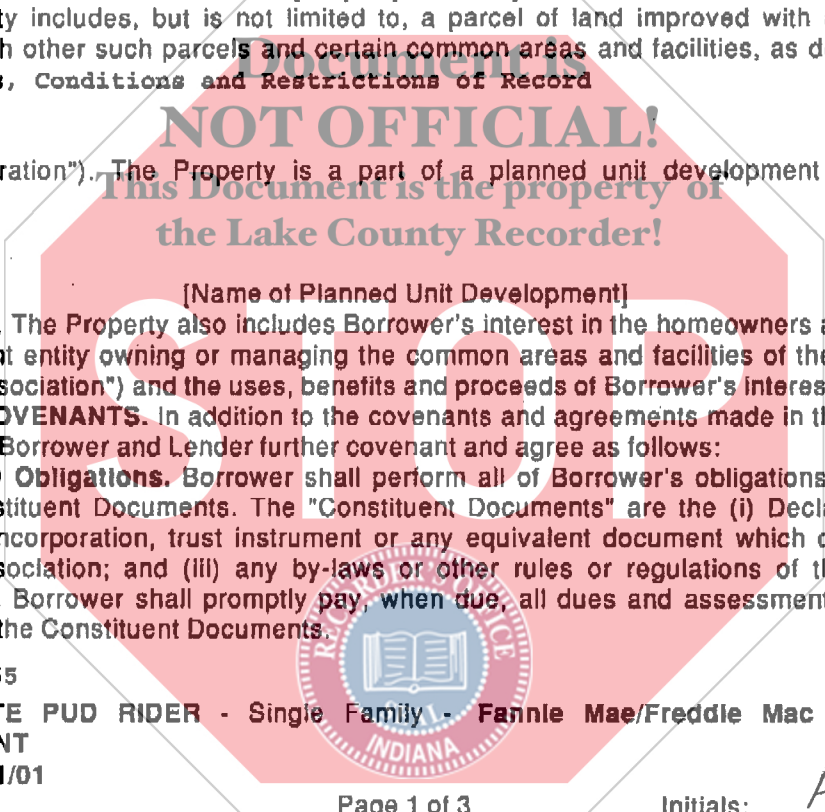 ty includes, but is not limited to, a parcel of land improved with
h other such parcels and certain common areas and facilities, as d
Document is
s, Conditions and Restrictions of Record
NOT OFFICIAL!
ration"). The Property is a part of a planned unit development
This Document is the property of
the Lake County Recorder!
[Name of Planned Unit Development]
. The Property also includes Borrower's interest in the homeowners a
nt entity owning or managing the common areas and facilities of the
sociation") and the uses, benefits and proceeds of Borrower's interes
OVENANTS. In addition to the covenants and agreements made in th
Borrower and Lender further covenant and agree as follows:
Obligations. Borrower shall perform all of Borrower's obligations
stituent Documents. The "Constituent Documents" are the (i) Decla
ncorporation, trust instrument or any equivalent document which c
sociation; and (iii) any by-laws or other rules or regulations of th
. Borrower shall promptly pay, when due, all dues and assessment
the Constituent Documents.
STOP
RECORDER'S OFFICE
INDIANA
55
TE PUD RIDER - Single Family - Fannie Mae/Freddie Mac
NT
1/01
Page 1 of 3
Initials: